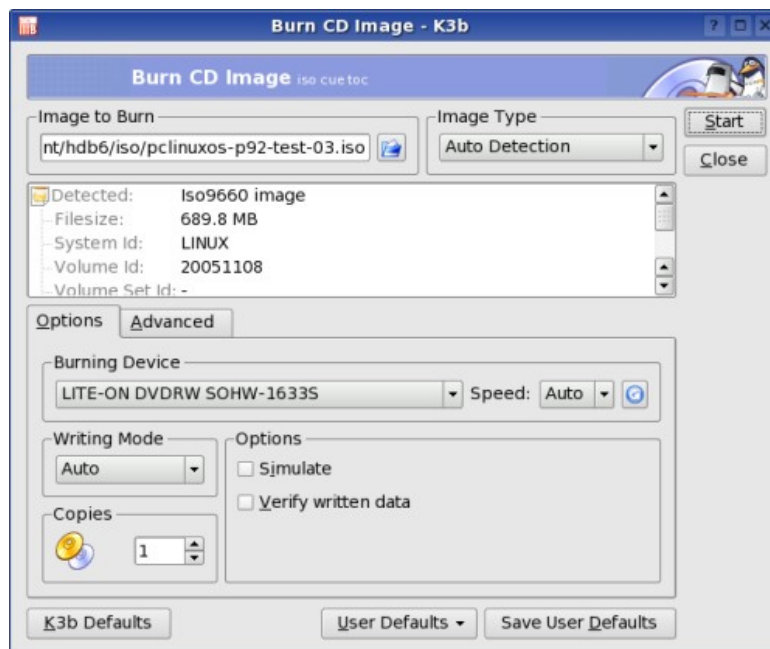 Burn CD Image - K3b
Burn CD Image iso cue toc
Image to Burn
nt/hdb6/iso/pclinuxos-p92-test-03.iso
Image Type
Auto Detection
Start
Close
Detected: Iso9660 image
Filesize: 689.8 MB
System Id: LINUX
Volume Id: 20051108
Volume Set Id: -
Options
Advanced
Burning Device
LITE-ON DVDRW SOHW-1633S
Speed: Auto
Writing Mode
Auto
Options
Simulate
Verify written data
Copies
1
K3b Defaults
User Defaults
Save User Defaults